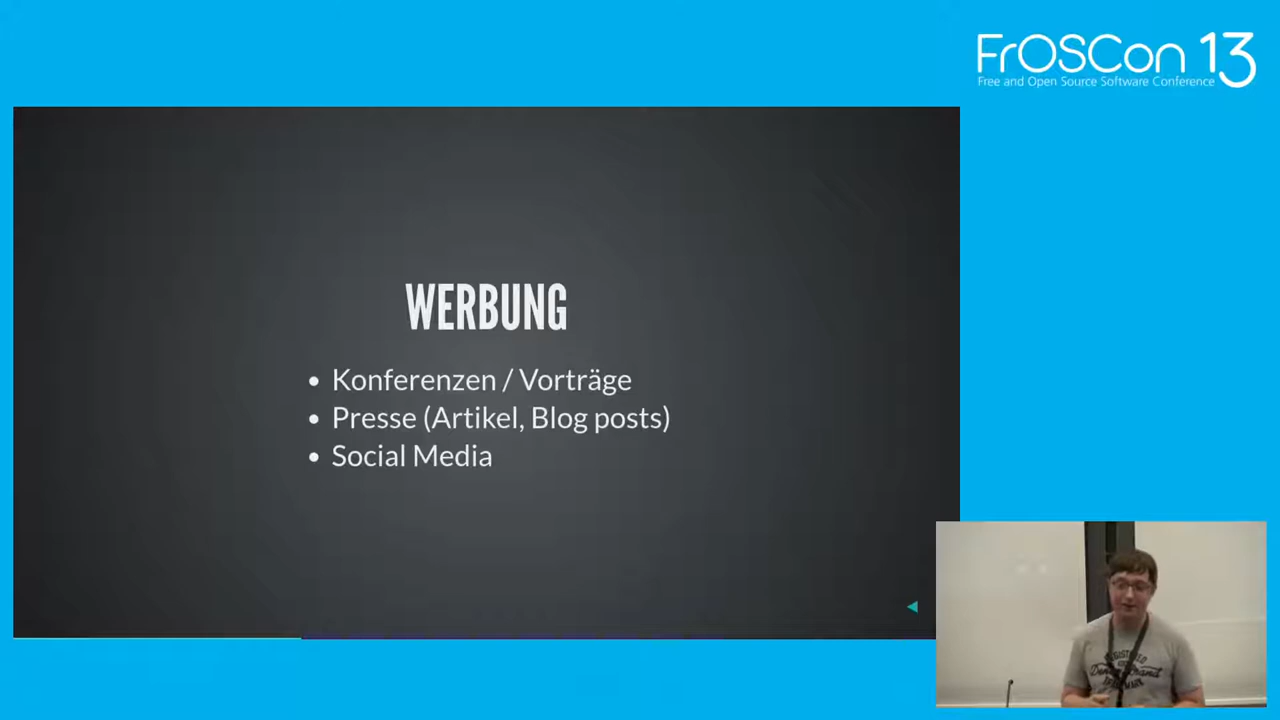 FrOSCon 13
Free and Open Source Software Conference
WERBUNG
• Konferenzen / Vorträge
• Presse (Artikel, Blog posts)
• Social Media